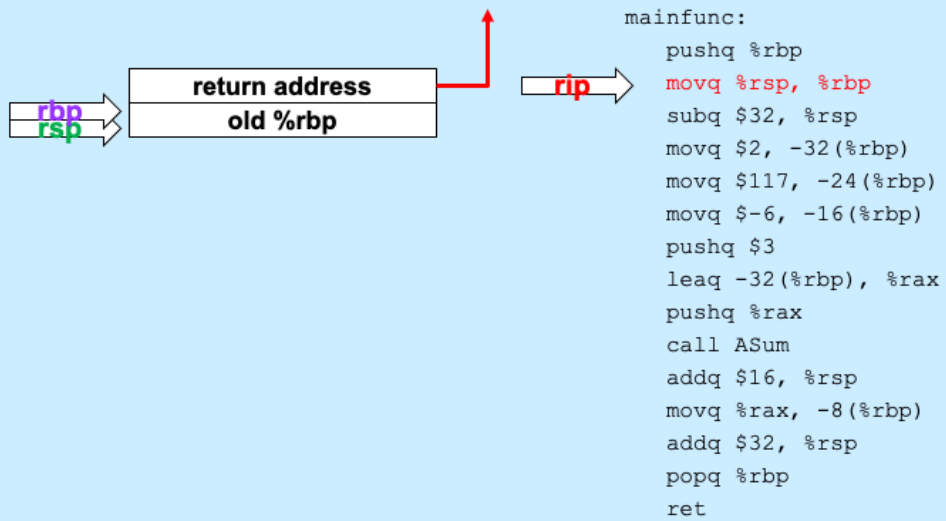 mainfunc:
pushq %rbp
return address
rip
movq %rsp, %rbp
rbp
rsp
old %rbp
subq $32, %rsp
movq $2, -32(%rbp)
movq $117, -24(%rbp)
movq $-6, -16(%rbp)
pushq $3
leaq -32(%rbp), %rax
pushq %rax
call ASum
addq $16, %rsp
movq %rax, -8(%rbp)
addq $32, %rsp
popq %rbp
ret